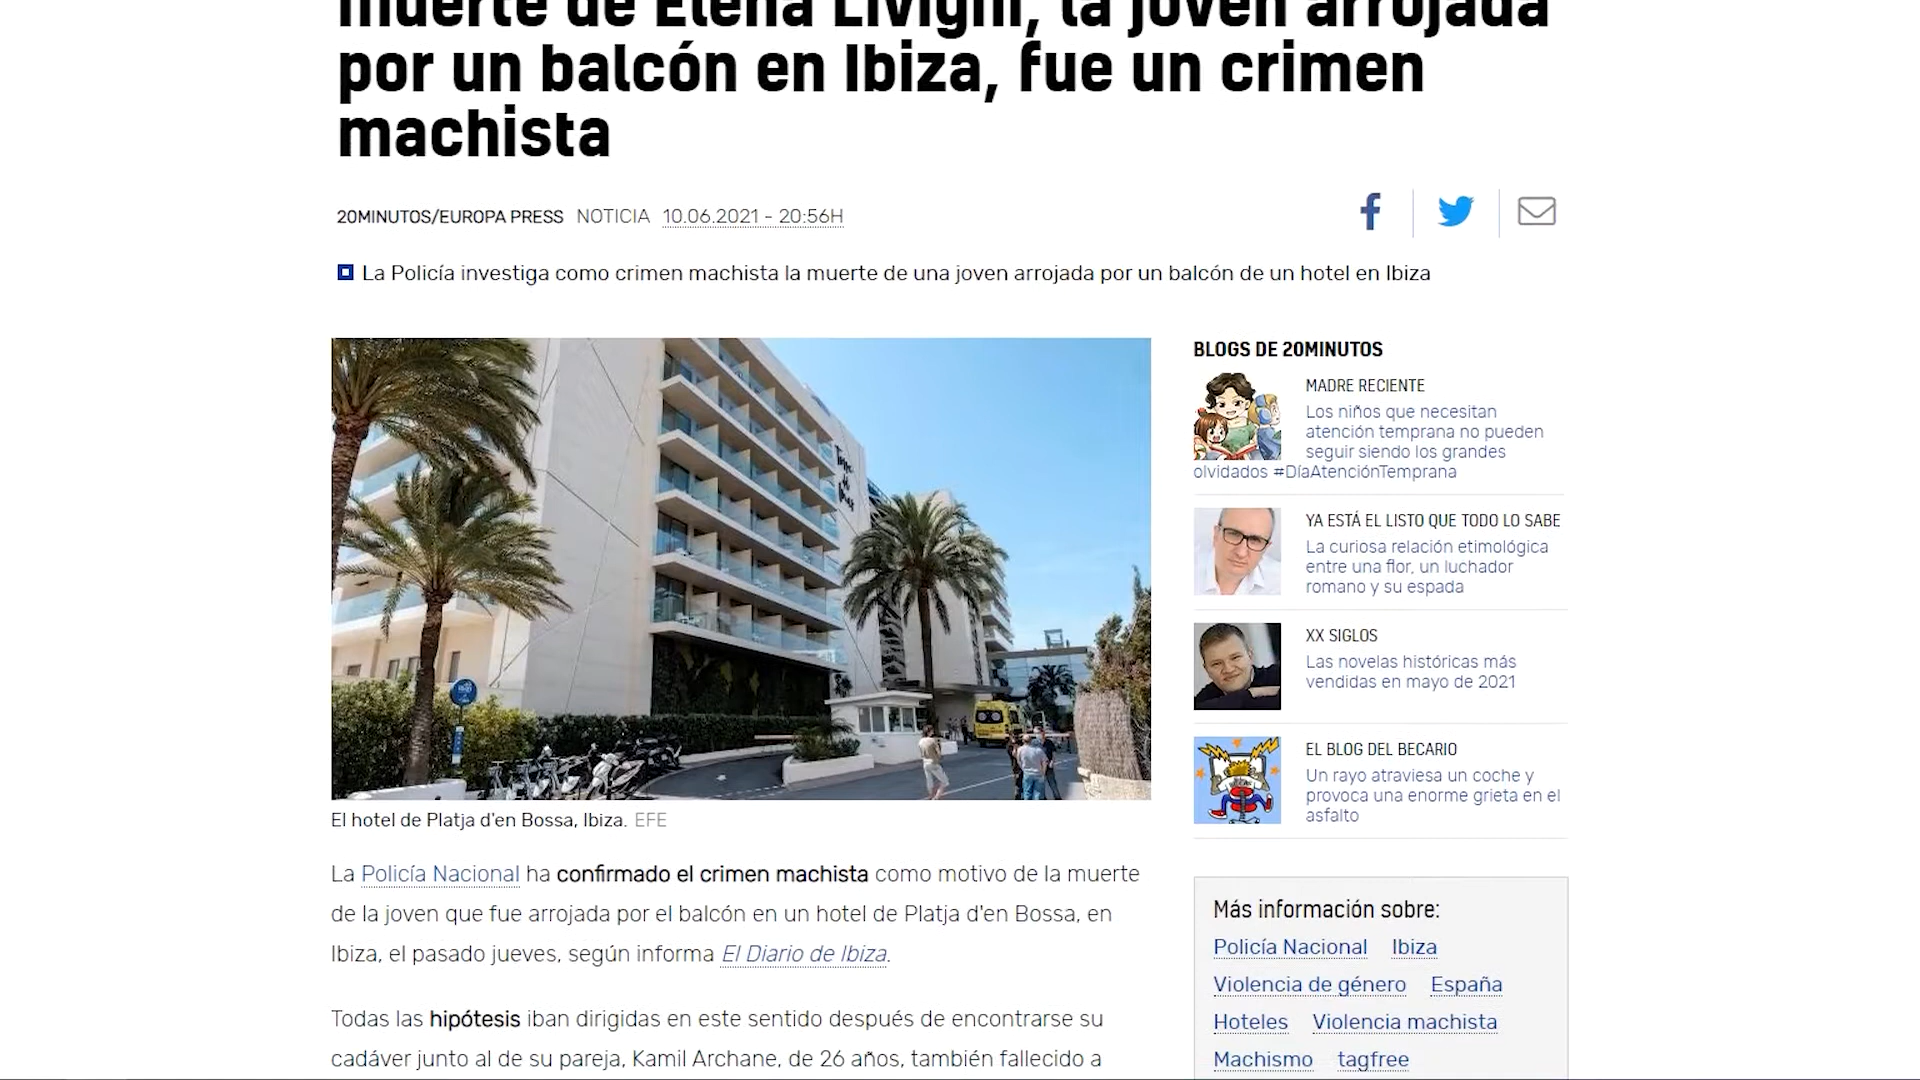 muerte de Elena Livigni, la joven arrojada
por un balcón en Ibiza, fue un crimen
machista
20MINUTOS/EUROPA PRESS NOTICIA 10.06.2021 - 20:56H
La Policía investiga como crimen machista la muerte de una joven arrojada por un balcón de un hotel en Ibiza
El hotel de Platja d'en Bossa, Ibiza. EFE
La Policía Nacional ha confirmado el crimen machista como motivo de la muerte
de la joven que fue arrojada por el balcón en un hotel de Platja d'en Bossa, en
Ibiza, el pasado jueves, según informa El Diario de Ibiza.
Todas las hipótesis iban dirigidas en este sentido después de encontrarse su
cadáver junto al de su pareja, Kamil Archane, de 26 años, también fallecido a
BLOGS DE 20MINUTOS
MADRE RECIENTE
Los niños que necesitan
atención temprana no pueden
seguir siendo los grandes
olvidados #DíaAtenciónTemprana
YA ESTÁ EL LISTO QUE TODO LO SABE
La curiosa relación etimológica
entre una flor, un luchador
romano y su espada
XX SIGLOS
Las novelas históricas más
vendidas en mayo de 2021
EL BLOG DEL BECARIO
Un rayo atraviesa un coche y
provoca una enorme grieta en el
asfalto
Más información sobre:
Policía Nacional Ibiza
Violencia de género España
Hoteles Violencia machista
Machismo tagfree